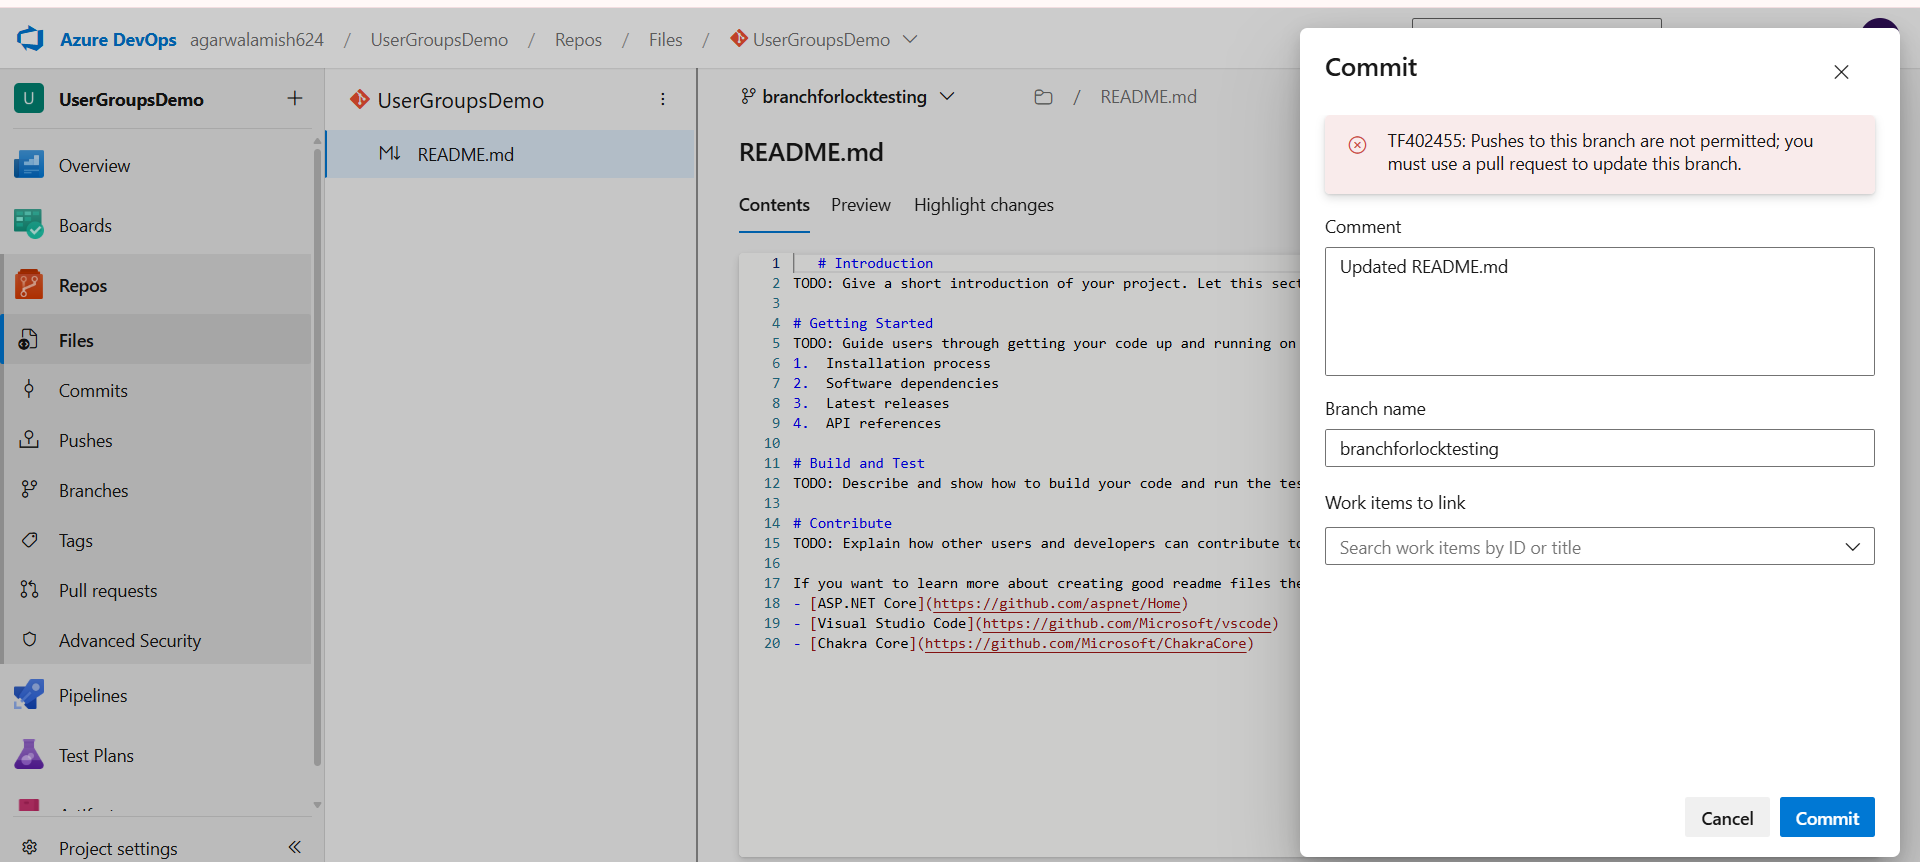 Azure DevOps agarwalamish624 / UserGroupsDemo / Repos / Files / UserGroupsDemo
U UserGroupsDemo
Overview
Boards
Repos
Files
Commits
Pushes
Branches
Tags
Pull requests
Advanced Security
Pipelines
Test Plans
Project settings
UserGroupsDemo
README.md
branchforlocktesting
/ README.md
README.md
Contents Preview Highlight changes
1 # Introduction
2 TODO: Give a short introduction of your project. Let this sect
3
4 # Getting Started
5 TODO: Guide users through getting your code up and running on
6 1. Installation process
7 2. Software dependencies
8 3. Latest releases
9 4. API references
10
11 # Build and Test
12 TODO: Describe and show how to build your code and run the tes
13
14 # Contribute
15 TODO: Explain how other users and developers can contribute to
16
17 If you want to learn more about creating good readme files the
18 - [ASP.NET Core](https://github.com/aspnet/Home)
19 - [Visual Studio Code](https://github.com/Microsoft/vscode)
20 - [Chakra Core](https://github.com/Microsoft/ChakraCore)
Commit
TF402455: Pushes to this branch are not permitted; you
must use a pull request to update this branch.
Comment
Updated README.md
Branch name
branchforlocktesting
Work items to link
Search work items by ID or title
Cancel Commit